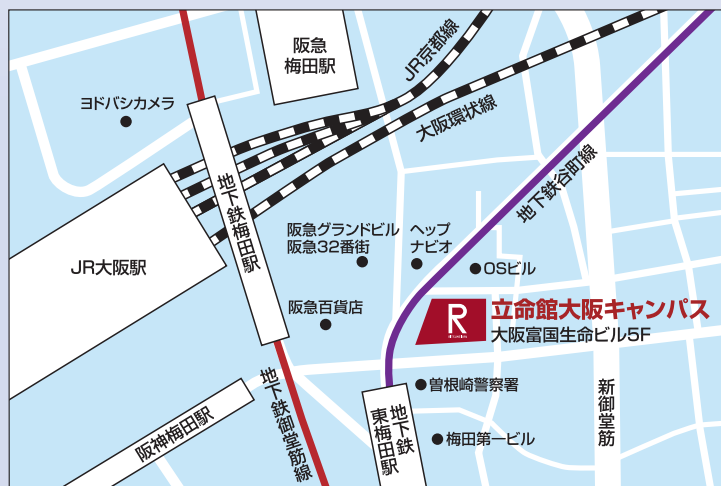 阪急
梅田駅
JR京都線
ヨドバシカメラ
大阪環状線
地下鉄谷町線
地下鉄梅田駅
阪急グランドビル
阪急32番街
ヘップ
ナビオ
OSビル
JR大阪駅
阪急百貨店
R
立命館大阪キャンパス
大阪富国生命ビル5F
曽根崎警察署
地下鉄御堂筋線
新御堂筋
阪神梅田駅
地下鉄
東梅田駅
梅田第一ビル